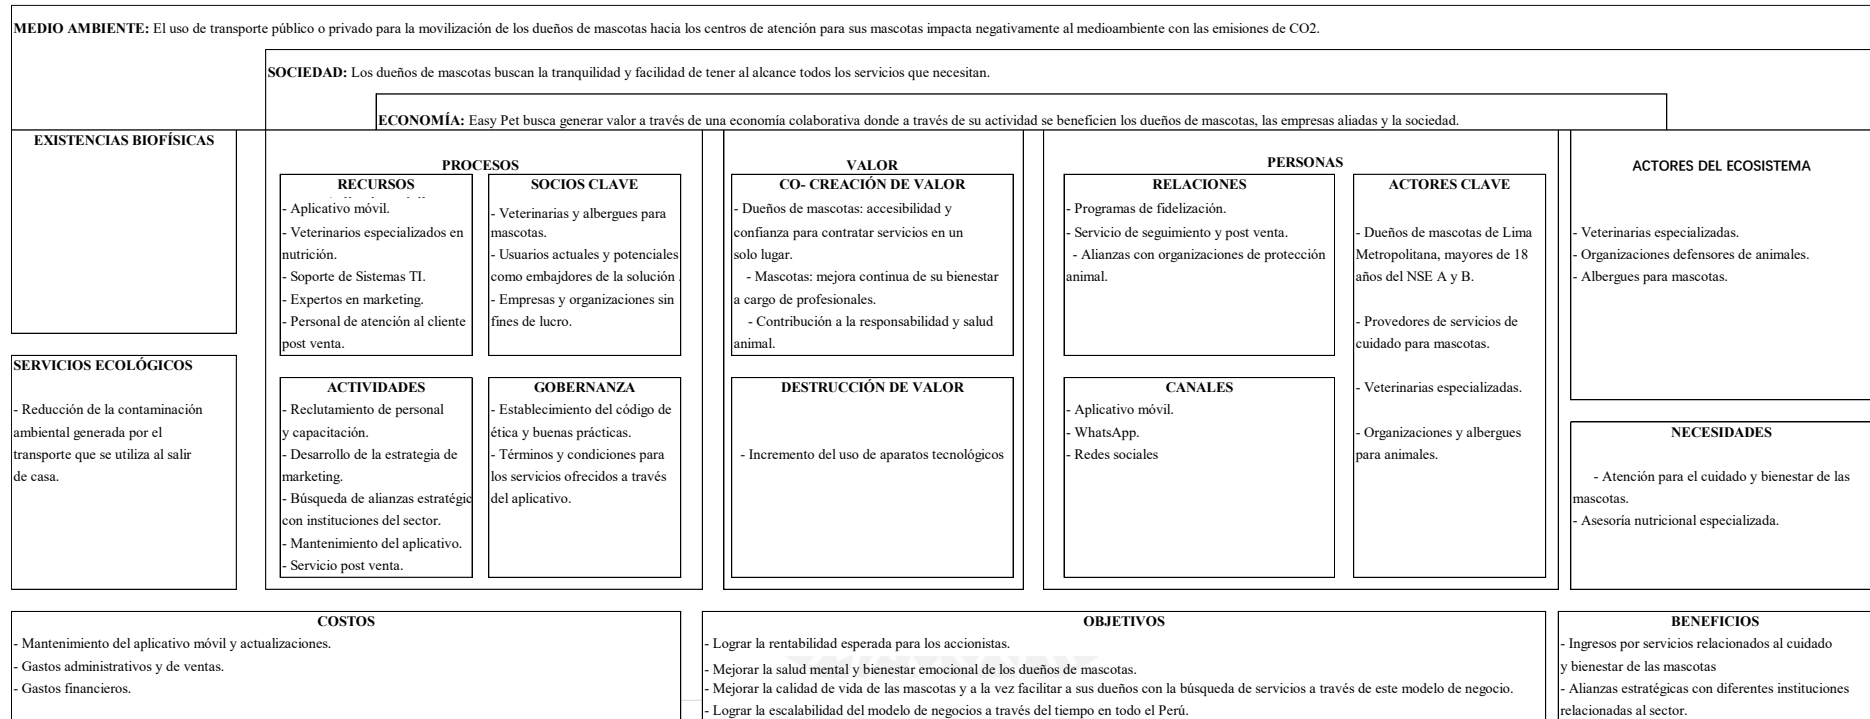 MEDIO AMBIENTE: El uso de transporte público o privado para la movilización de los dueños de mascotas hacia los centros de atención para sus mascotas impacta negativamente al medioambiente con las emisiones de CO2.
SOCIEDAD: Los dueños de mascotas buscan la tranquilidad y facilidad de tener al alcance todos los servicios que necesitan.
ECONOMÍA: Easy Pet busca generar valor a través de una economía colaborativa donde a través de su actividad se beneficien los dueños de mascotas, las empresas aliadas y la sociedad.
EXISTENCIAS BIOFÍSICAS
SERVICIOS ECOLÓGICOS
- Reducción de la contaminación
ambiental generada por el
transporte que se utiliza al salir
de casa.
PROCESOS
RECURSOS
- Aplicativo móvil.
- Veterinarios especializados en
nutrición.
- Soporte de Sistemas TI.
- Expertos en marketing.
- Personal de atención al cliente
post venta.
SOCIOS CLAVE
- Veterinarias y albergues para
mascotas.
- Usuarios actuales y potenciales
como embajdores de la solución .
- Empresas y organizaciones sin
fines de lucro.
ACTIVIDADES
- Reclutamiento de personal
y capacitación.
- Desarrollo de la estrategia de
marketing.
- Búsqueda de alianzas estratégic
con instituciones del sector.
- Mantenimiento del aplicativo.
- Servicio post venta.
GOBERNANZA
- Establecimiento del código de
ética y buenas prácticas.
- Términos y condiciones para
los servicios ofrecidos a través
del aplicativo.
VALOR
CO- CREACIÓN DE VALOR
- Dueños de mascotas: accesibilidad y
confianza para contratar servicios en un
solo lugar.
- Mascotas: mejora continua de su bienestar
a cargo de profesionales.
- Contribución a la responsabilidad y salud
animal.
DESTRUCCIÓN DE VALOR
- Incremento del uso de aparatos tecnológicos
PERSONAS
RELACIONES
- Programas de fidelización.
- Servicio de seguimiento y post venta.
- Alianzas con organizaciones de protección
animal.
CANALES
- Aplicativo móvil.
- WhatsApp.
- Redes sociales
ACTORES CLAVE
- Dueños de mascotas de Lima
Metropolitana, mayores de 18
años del NSE A y B.
- Provedores de servicios de
cuidado para mascotas.
- Veterinarias especializadas.
- Organizaciones y albergues
para animales.
ACTORES DEL ECOSISTEMA
- Veterinarias especializadas.
- Organizaciones defensores de animales.
- Albergues para mascotas.
NECESIDADES
- Atención para el cuidado y bienestar de las
mascotas.
- Asesoría nutricional especializada.
COSTOS
- Mantenimiento del aplicativo móvil y actualizaciones.
- Gastos administrativos y de ventas.
- Gastos financieros.
OBJETIVOS
- Lograr la rentabilidad esperada para los accionistas.
- Mejorar la salud mental y bienestar emocional de los dueños de mascotas.
- Mejorar la calidad de vida de las mascotas y a la vez facilitar a sus dueños con la búsqueda de servicios a través de este modelo de negocio.
- Lograr la escalabilidad del modelo de negocios a través del tiempo en todo el Perú.
BENEFICIOS
- Ingresos por servicios relacionados al cuidado
y bienestar de las mascotas
- Alianzas estratégicas con diferentes instituciones
relacionadas al sector.